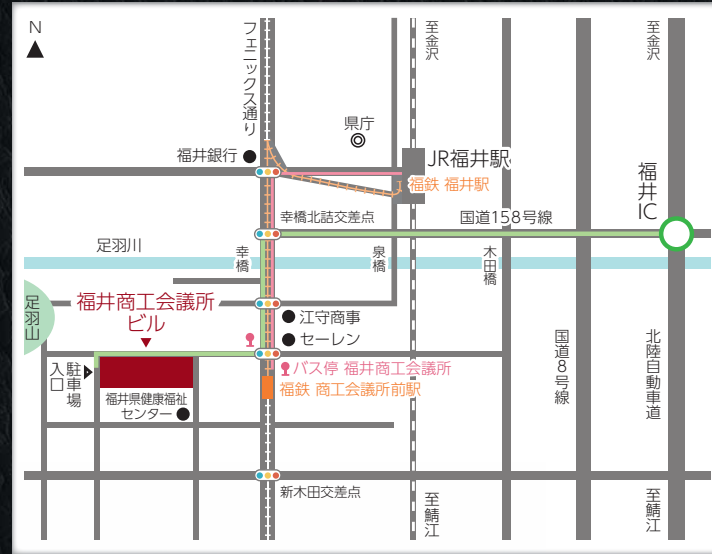 N
フェニックス通り
至金沢
至金沢
県庁
福井銀行
JR福井駅
福鉄 福井駅
福井IC
幸橋北詰交差点
国道158号線
足羽川
幸橋
泉橋
木田橋
足羽山
福井商工会議所
ビル
江守商事
セーレン
バス停 福井商工会議所
福鉄 商工会議所前駅
駐車場
入口
福井県健康福祉
センター
国道8号線
北陸自動車道
新木田交差点
至鯖江
至鯖江